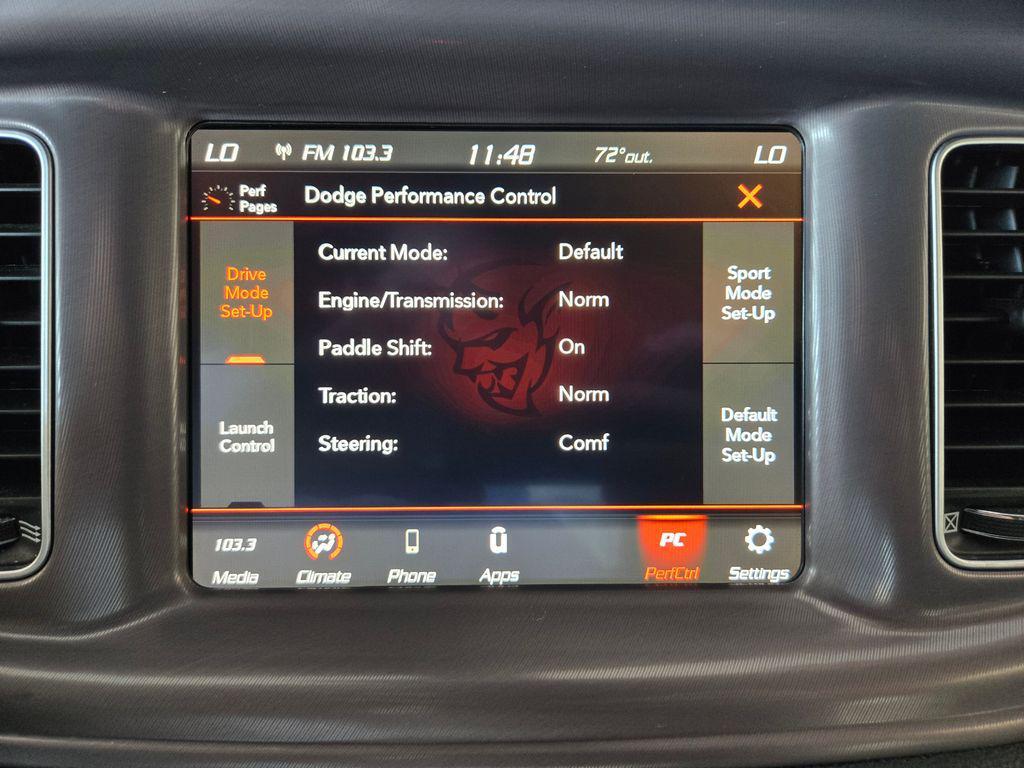 LO FM 103.3 11:48 72°out. LO
Perf
Pages
Dodge Performance Control
Drive
Mode
Set-Up
Launch
Control
Current Mode: Default
Engine/Transmission: Norm
Paddle Shift: On
Traction: Norm
Steering: Comf
Sport
Mode
Set-Up
Default
Mode
Set-Up
103.3
Media
Climate
Phone
Apps
PC
PerfCtrl
Settings